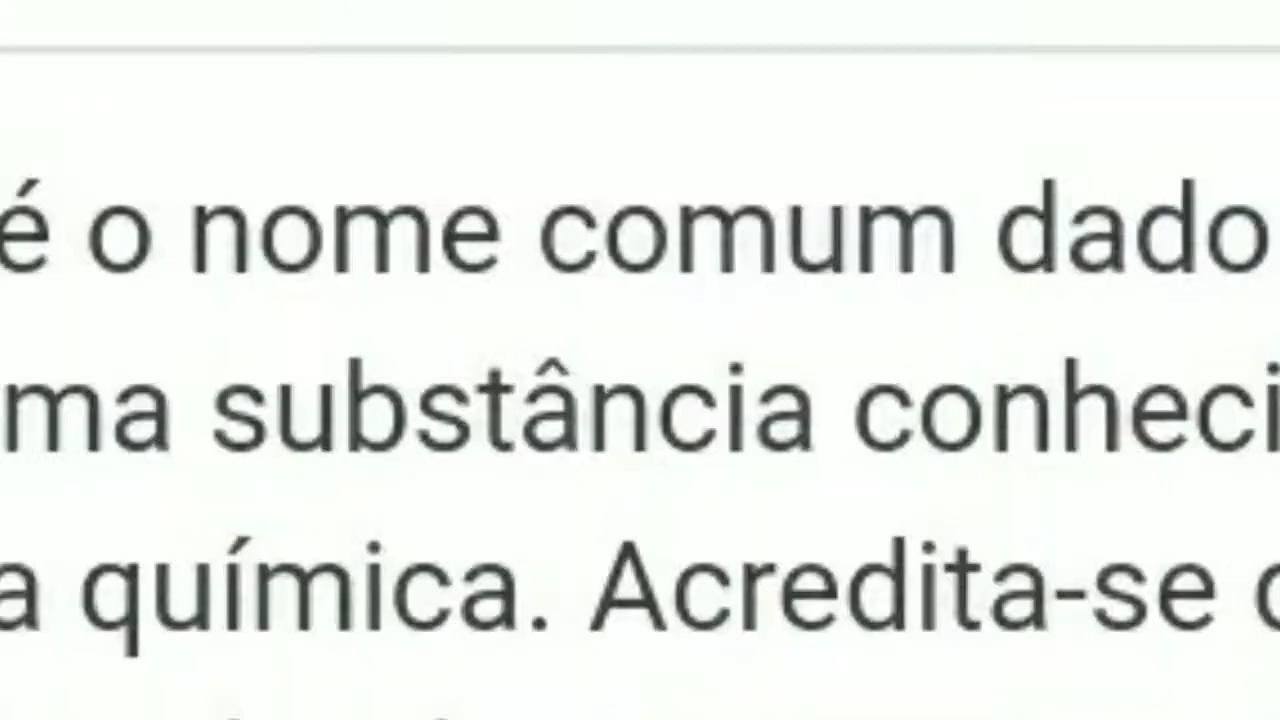 é o nome comum dado
ma substância conheci
a química. Acredita-se